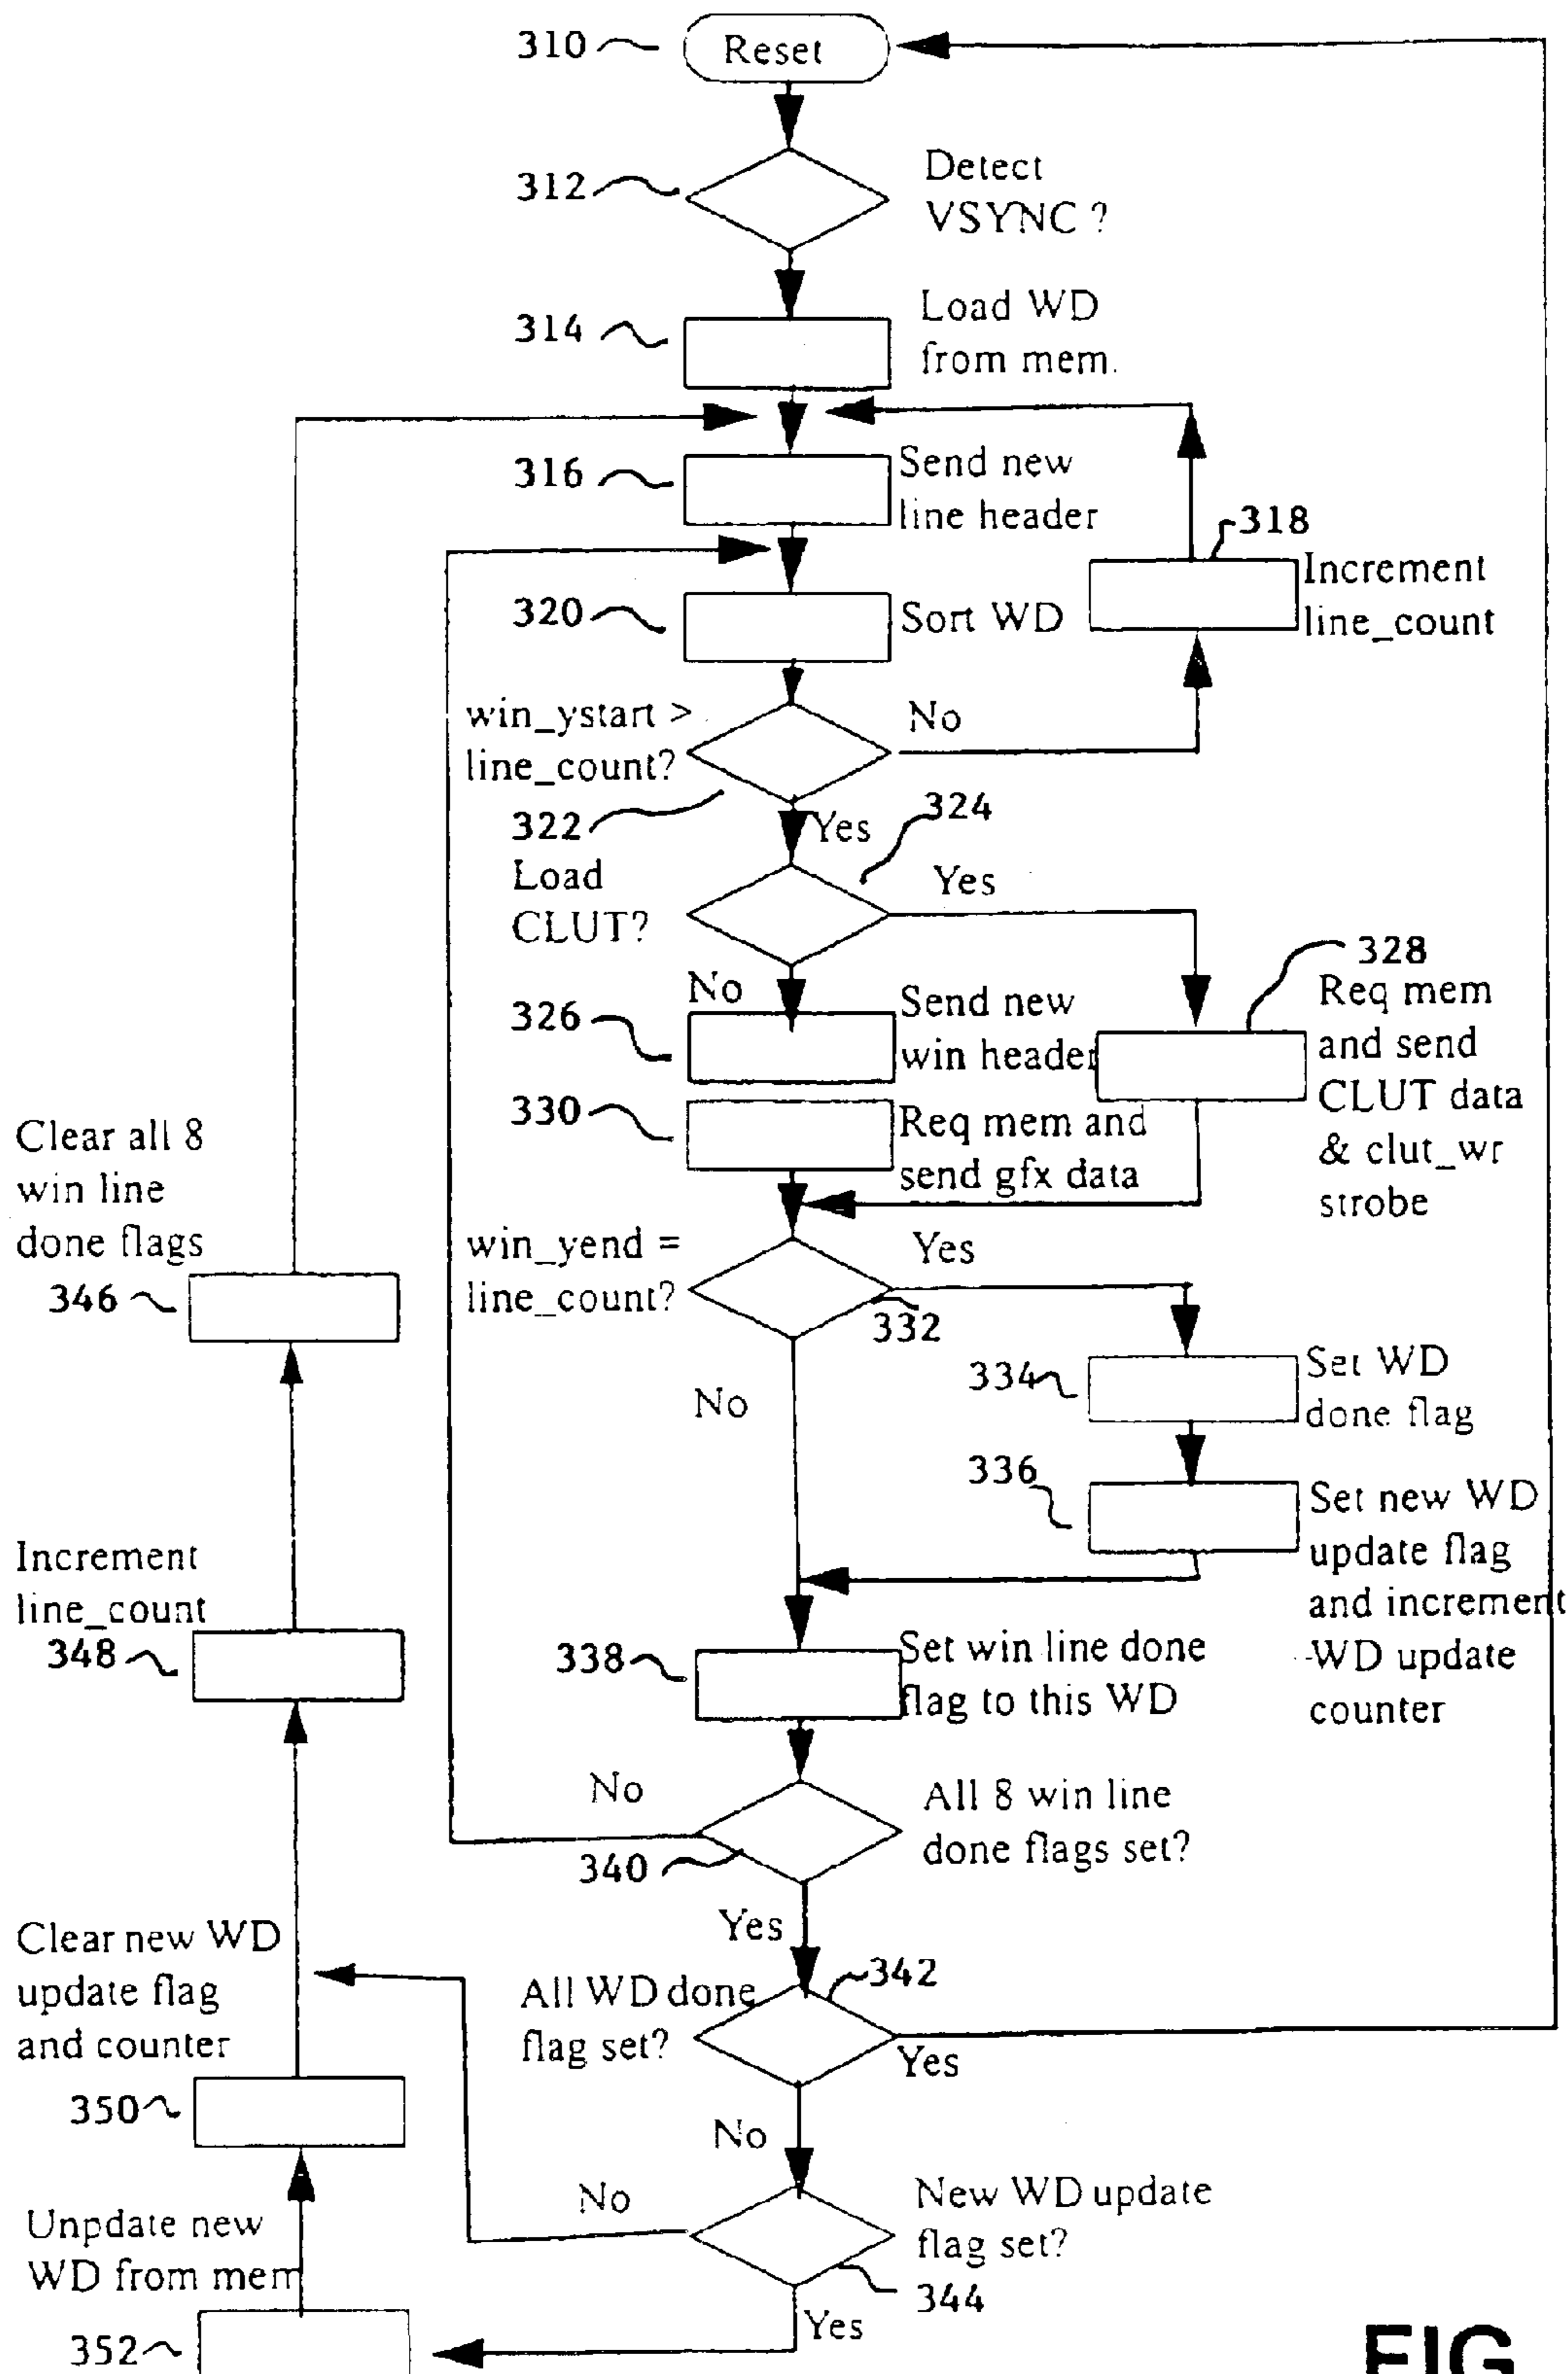 310
Reset
312
Detect
VSYNC ?
314
Load WD
from mem.
316
Send new
line header
318
Increment
line_count
320
Sort WD
win_ystart >
line_count?
No
322
Yes
324
Load
CLUT?
Yes
No
326
Send new
win header
328
Req mem
and send
CLUT data
& clut_wr
strobe
330
Req mem and
send gfx data
Clear all 8
win line
done flags
346
win_yend =
line_count?
Yes
332
No
334
Set WD
done flag
336
Set new WD
update flag
and increment
WD update
counter
Increment
line_count
348
338
Set win line done
flag to this WD
No
340
All 8 win line
done flags set?
Yes
Clear new WD
update flag
and counter
350
All WD done
flag set?
342
Yes
No
No
New WD update
flag set?
344
Yes
Unpdate new
WD from mem
352
FIG